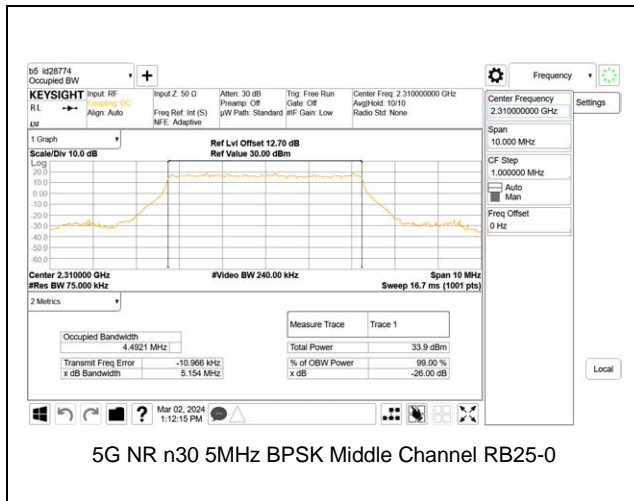 b5 id28774
Occupied BW
Frequency
KEYSIGHT
RL
Input: RF
Coupling: DC
Align: Auto
Input Z: 50 Ω
Freq Ref: Int (S)
NFE: Adaptive
Atten: 30 dB
Preamp: Off
µW Path: Standard
Trig: Free Run
Gate: Off
#IF Gain: Low
Center Freq: 2.310000000 GHz
Avg|Hold: 10/10
Radio Std: None
Center Frequency
2.310000000 GHz
Settings
Span
10.000 MHz
CF Step
1.000000 MHz
Auto
Man
Freq Offset
0 Hz
Local
1 Graph
Scale/Div 10.0 dB
Ref Lvl Offset 12.70 dB
Ref Value 30.00 dBm
Log
20.0
10.0
0.00
-10.0
-20.0
-30.0
-40.0
-50.0
-60.0
Center 2.310000 GHz
#Video BW 240.00 kHz
Span 10 MHz
#Res BW 75.000 kHz
Sweep 16.7 ms (1001 pts)
2 Metrics
Measure Trace
Trace 1
Occupied Bandwidth
4.4921 MHz
Total Power
33.9 dBm
Transmit Freq Error
-10.966 kHz
% of OBW Power
99.00 %
x dB Bandwidth
5.154 MHz
x dB
-26.00 dB
?
Mar 02, 2024
1:12:15 PM
5G NR n30 5MHz BPSK Middle Channel RB25-0